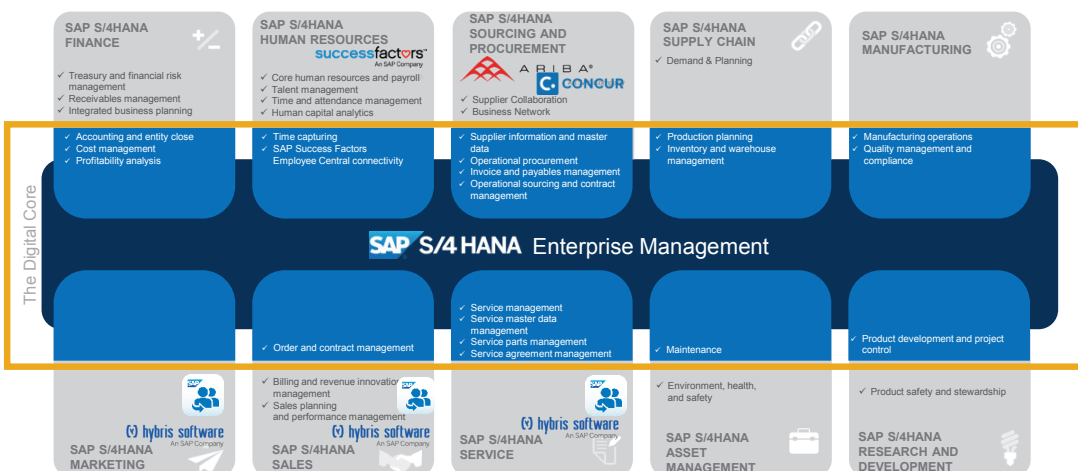 SAP S/4HANA
FINANCE
✓ Treasury and financial risk
management
✓ Receivables management
✓ Integrated business planning
✓ Accounting and entity close
✓ Cost management
✓ Profitability analysis
SAP S/4HANA
HUMAN RESOURCES
successfactors™
An SAP Company
✓ Core human resources and payroll
✓ Talent management
✓ Time and attendance management
✓ Human capital analytics
✓ Time capturing
✓ SAP Success Factors
Employee Central connectivity
SAP S/4HANA
SOURCING AND
PROCUREMENT
ARIBA®
C. CONCUR
✓ Supplier Collaboration
✓ Business Network
✓ Supplier information and master
data
✓ Operational procurement
✓ Invoice and payables management
✓ Operational sourcing and contract
management
SAP S/4HANA
SUPPLY CHAIN
✓ Demand & Planning
✓ Production planning
✓ Inventory and warehouse
management
SAP S/4HANA
MANUFACTURING
✓ Manufacturing operations
✓ Quality management and
compliance
The Digital Core
SAP S/4HANA Enterprise Management
SAP
(y) hybris software
An SAP Company
SAP S/4HANA
MARKETING
✓ Order and contract management
✓ Billing and revenue innovation
management
✓ Sales planning
and performance management
SAP
(y) hybris software
An SAP Company
SAP S/4HANA
SALES
✓ Service management
✓ Service master data
management
✓ Service parts management
✓ Service agreement management
SAP
(y) hybris software
An SAP Company
SAP S/4HANA
SERVICE
✓ Maintenance
✓ Environment, health,
and safety
SAP S/4HANA
ASSET
MANAGEMENT
✓ Product development and project
control
✓ Product safety and stewardship
SAP S/4HANA
RESEARCH AND
DEVELOPMENT